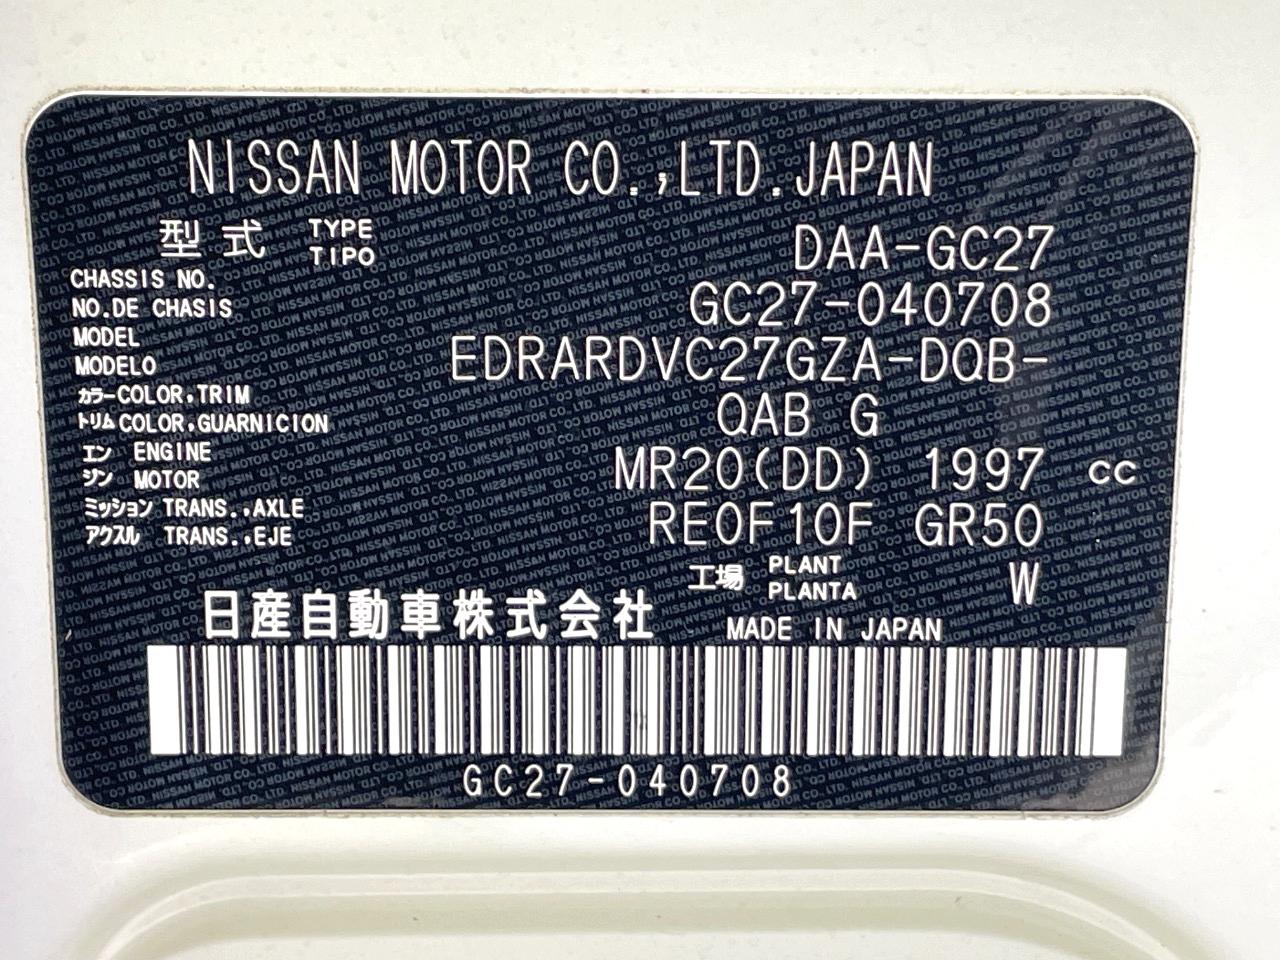 NISSAN MOTOR CO.,LTD.JAPAN
型式 TYPE TIPO DAA-GC27
CHASSIS NO.
NO.DE CHASIS GC27-040708
MODEL
MODELO EDRARDVC27GZA-DQB-
カラー COLOR,TRIM
トリム COLOR,GUARNICION QAB G
エン ENGINE
ジン MOTOR MR20(DD) 1997 cc
ミッション TRANS.,AXLE
アクスル TRANS.,EJE RE0F10F GR50
工場 PLANT PLANTA W
日産自動車株式会社 MADE IN JAPAN
GC27-040708